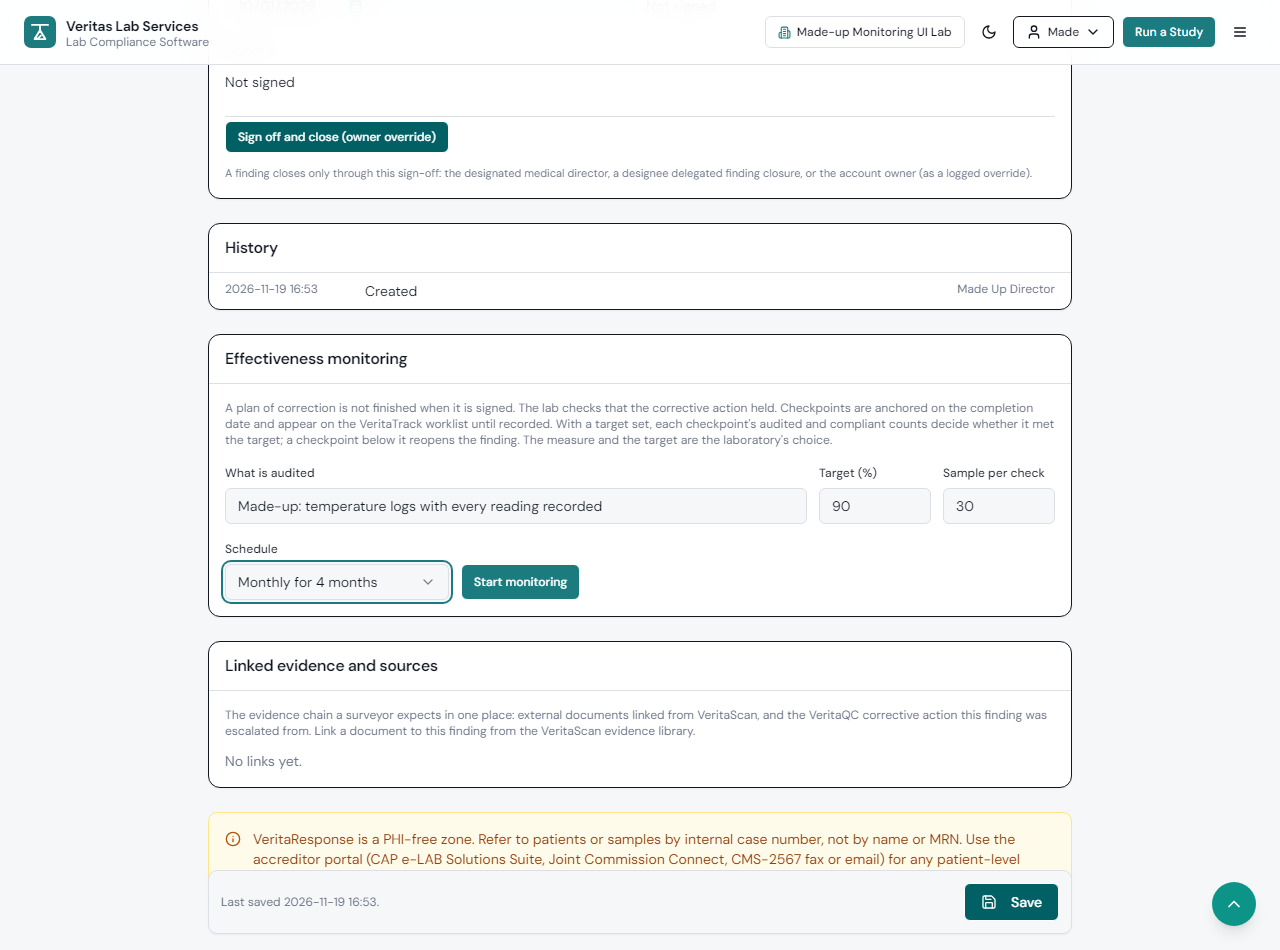 Veritas Lab Services
Lab Compliance Software
Made-up Monitoring UI Lab
Made
Run a Study
Not signed
Sign off and close (owner override)
A finding closes only through this sign-off: the designated medical director, a designee delegated finding closure, or the account owner (as a logged override).
History
2026-11-19 16:53
Created
Made Up Director
Effectiveness monitoring
A plan of correction is not finished when it is signed. The lab checks that the corrective action held. Checkpoints are anchored on the completion
date and appear on the VeritaTrack worklist until recorded. With a target set, each checkpoint's audited and compliant counts decide whether it met
the target; a checkpoint below it reopens the finding. The measure and the target are the laboratory's choice.
What is audited
Target (%)
Sample per check
Made-up: temperature logs with every reading recorded
90
30
Schedule
Monthly for 4 months
Start monitoring
Linked evidence and sources
The evidence chain a surveyor expects in one place: external documents linked from VeritaScan, and the VeritaQC corrective action this finding was
escalated from. Link a document to this finding from the VeritaScan evidence library.
No links yet.
VeritaResponse is a PHI-free zone. Refer to patients or samples by internal case number, not by name or MRN. Use the
accreditor portal (CAP e-LAB Solutions Suite, Joint Commission Connect, CMS-2567 fax or email) for any patient-level
Last saved 2026-11-19 16:53.
Save